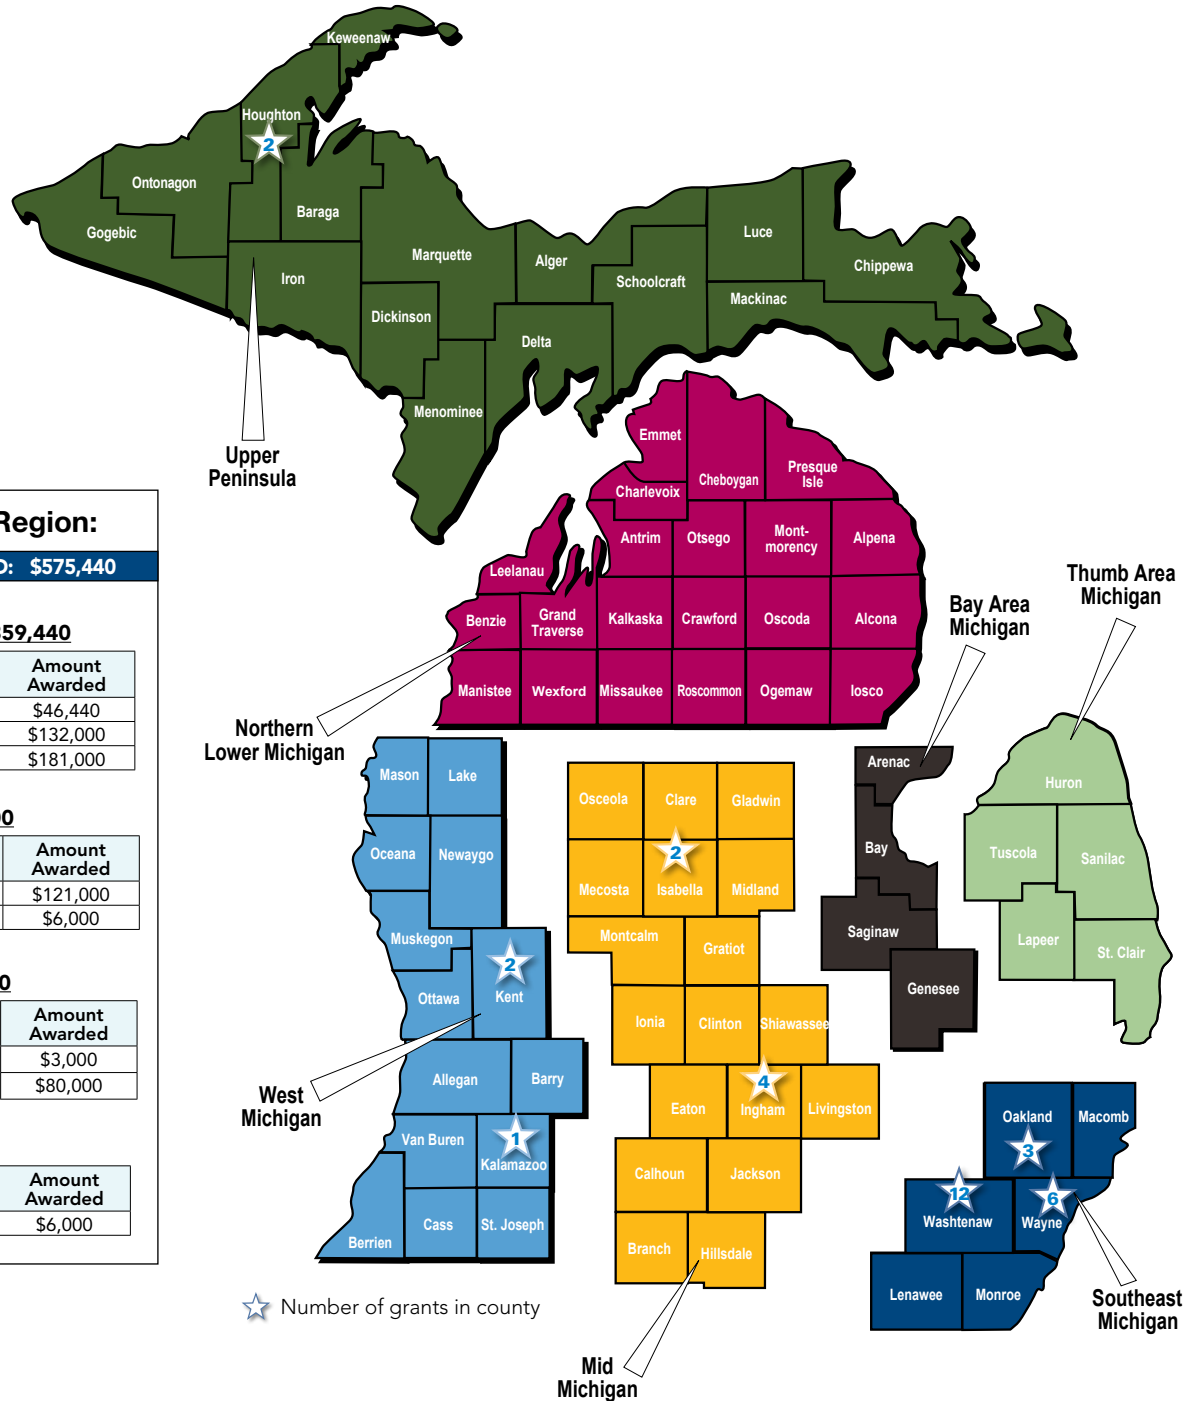 Keweenaw
Houghton
2
Ontonagon
Baraga
Gogebic
Marquette
Alger
Luce
Chippewa
Iron
Schoolcraft
Mackinac
Dickinson
Delta
Menominee
Upper
Peninsula
Emmet
Cheboygan
Presque
Isle
Charlevoix
Antrim
Otsego
Mont-
morency
Alpena
Leelanau
Benzie
Grand
Traverse
Kalkaska
Crawford
Oscoda
Alcona
Manistee
Wexford
Missaukee
Roscommon
Ogemaw
Iosco
Northern
Lower Michigan
Region:
$575,440
59,440
Amount
Awarded
$46,440
$132,000
$181,000
Amount
Awarded
$121,000
$6,000
Amount
Awarded
$3,000
$80,000
Amount
Awarded
$6,000
Bay Area
Michigan
Thumb Area
Michigan
Mason
Lake
Oceana
Newaygo
Muskegon
2
Ottawa
Kent
Allegan
Barry
West
Michigan
Van Buren
1
Kalamazoo
Cass
St. Joseph
Berrien
Osceola
Clare
Gladwin
2
Mecosta
Isabella
Midland
Montcalm
Gratiot
Ionia
Clinton
Shiawassee
4
Eaton
Ingham
Livingston
Calhoun
Jackson
Branch
Hillsdale
Mid
Michigan
Arenac
Bay
Saginaw
Genesee
Huron
Tuscola
Sanilac
Lapeer
St. Clair
Oakland
3
Macomb
12
Washtenaw
6
Wayne
Lenawee
Monroe
Southeast
Michigan
Number of grants in county